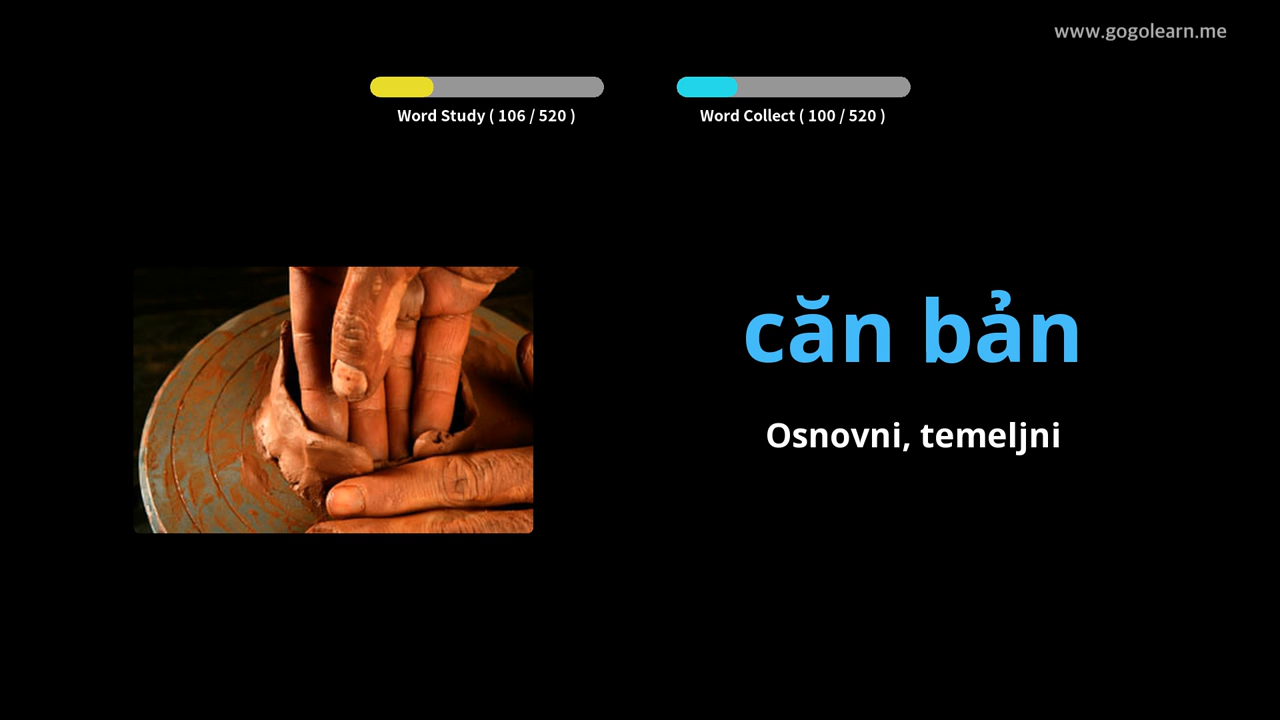 www.gogolearn.me
Word Study ( 106 / 520 )
Word Collect ( 100 / 520 )
căn bản
Osnovni, temeljni